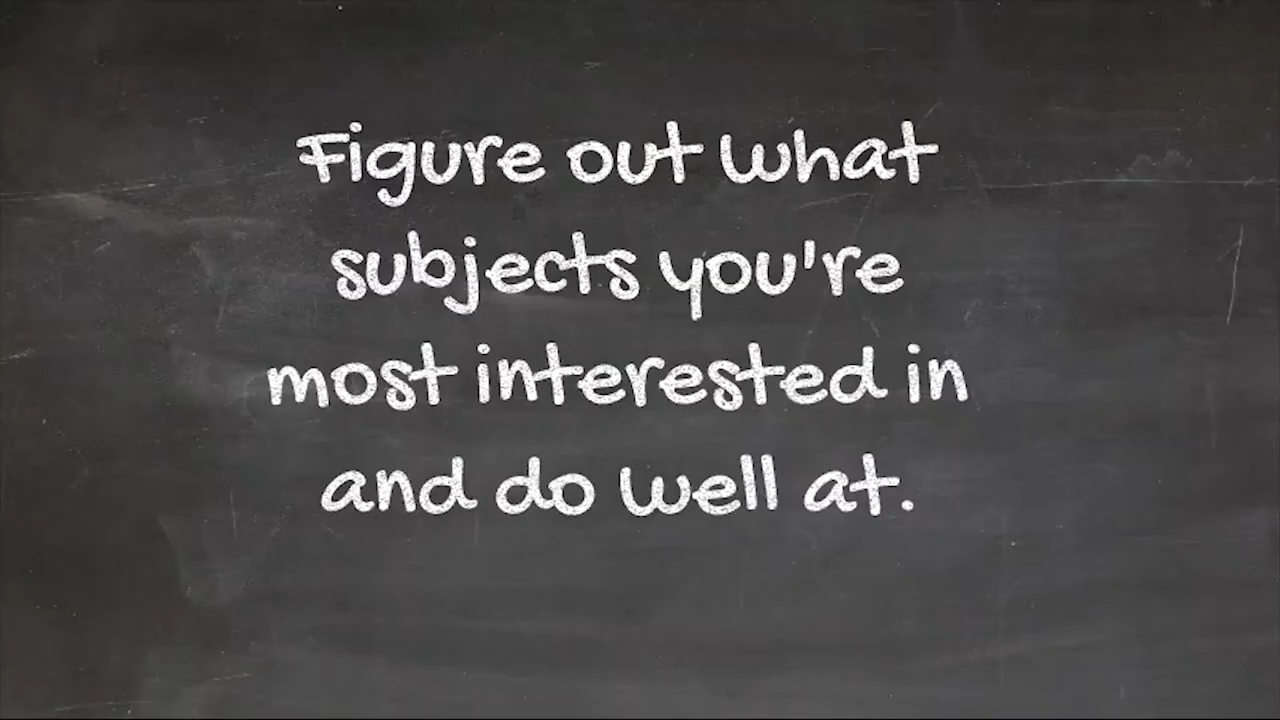 Figure out what
subjects you're
most interested in
and do well at.